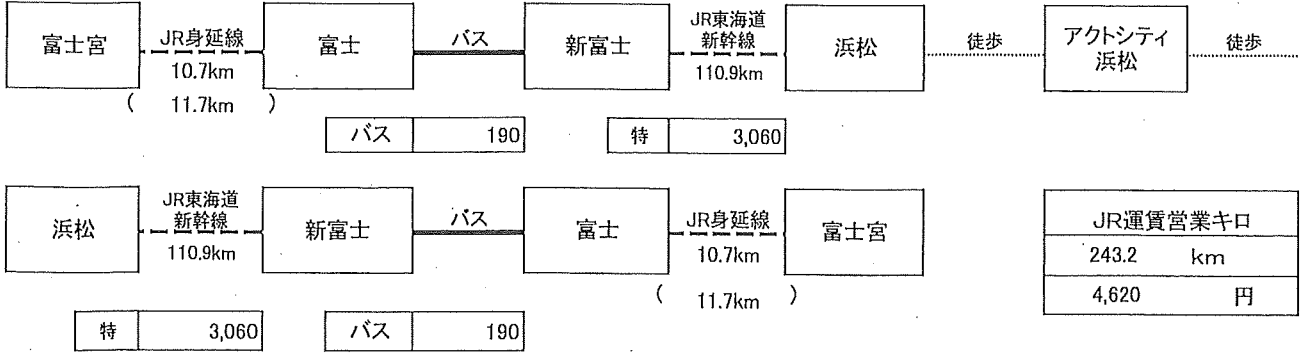 富士宮
JR身延線
10.7km
( 11.7km )
富士
バス
新富士
JR東海道
新幹線
110.9km
浜松
徒歩
アクトシティ
浜松
徒歩
バス 190
特 3,060
浜松
JR東海道
新幹線
110.9km
新富士
バス
富士
JR身延線
10.7km
( 11.7km )
富士宮
JR運賃営業キロ
243.2 km
4,620 円
特 3,060
バス 190